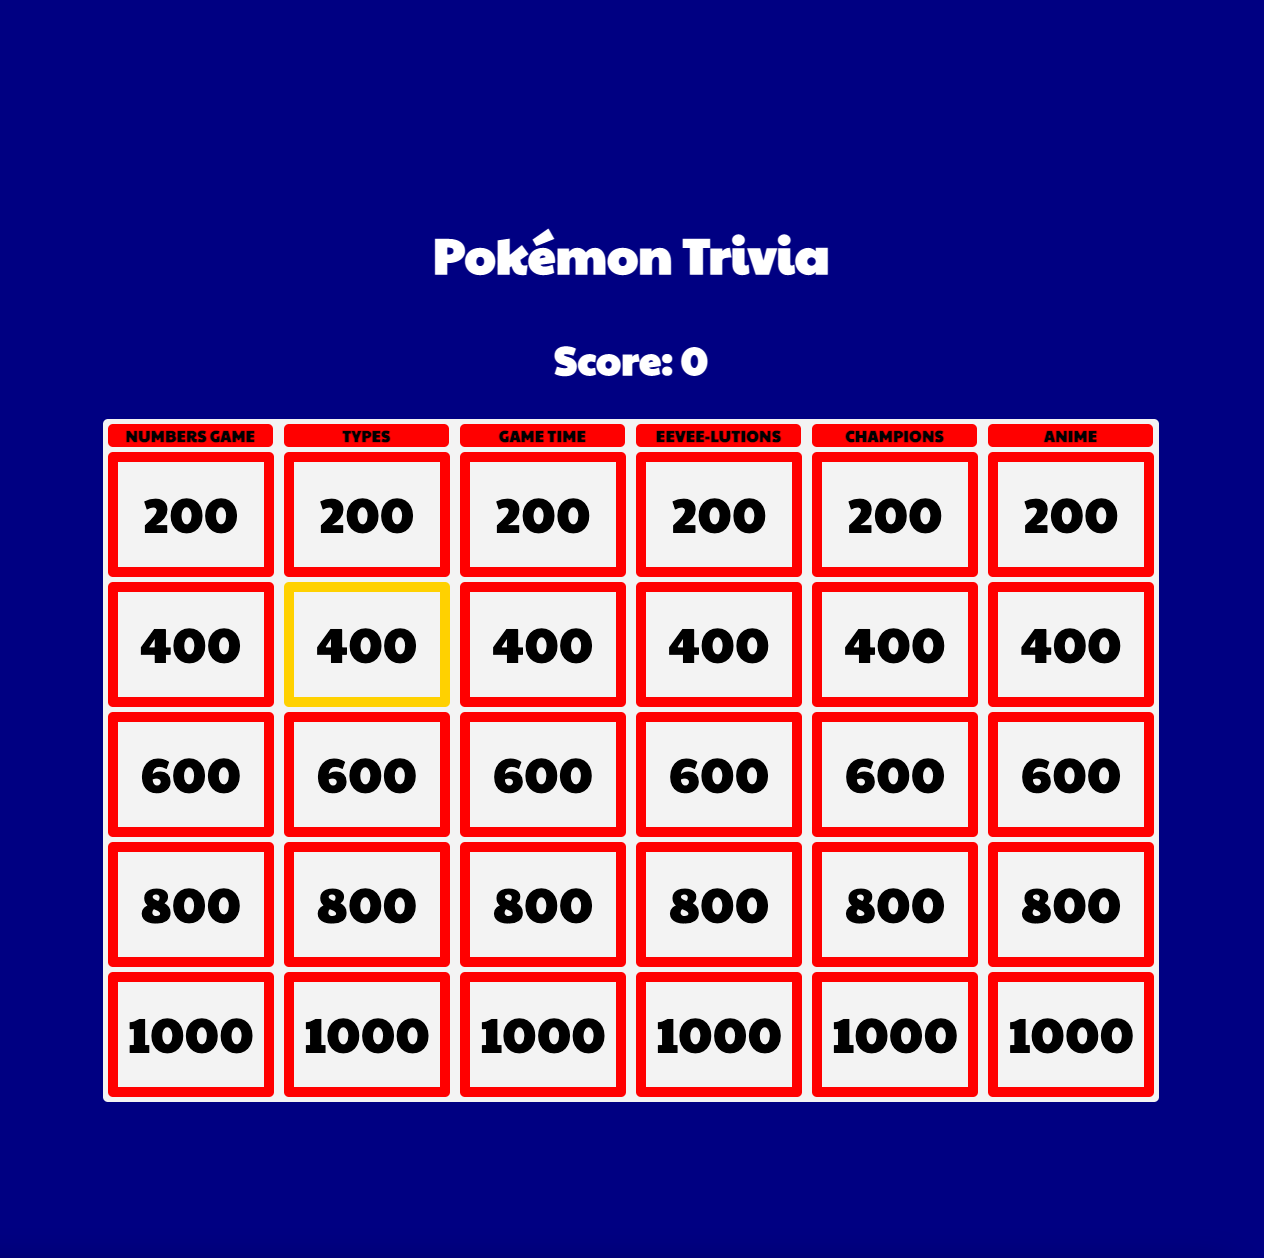 Pokémon Trivia
Score: 0
NUMBERS GAME TYPES GAME TIME EEVEE-LUTIONS CHAMPIONS ANIME
200 200 200 200 200 200
400 400 400 400 400 400
600 600 600 600 600 600
800 800 800 800 800 800
1000 1000 1000 1000 1000 1000